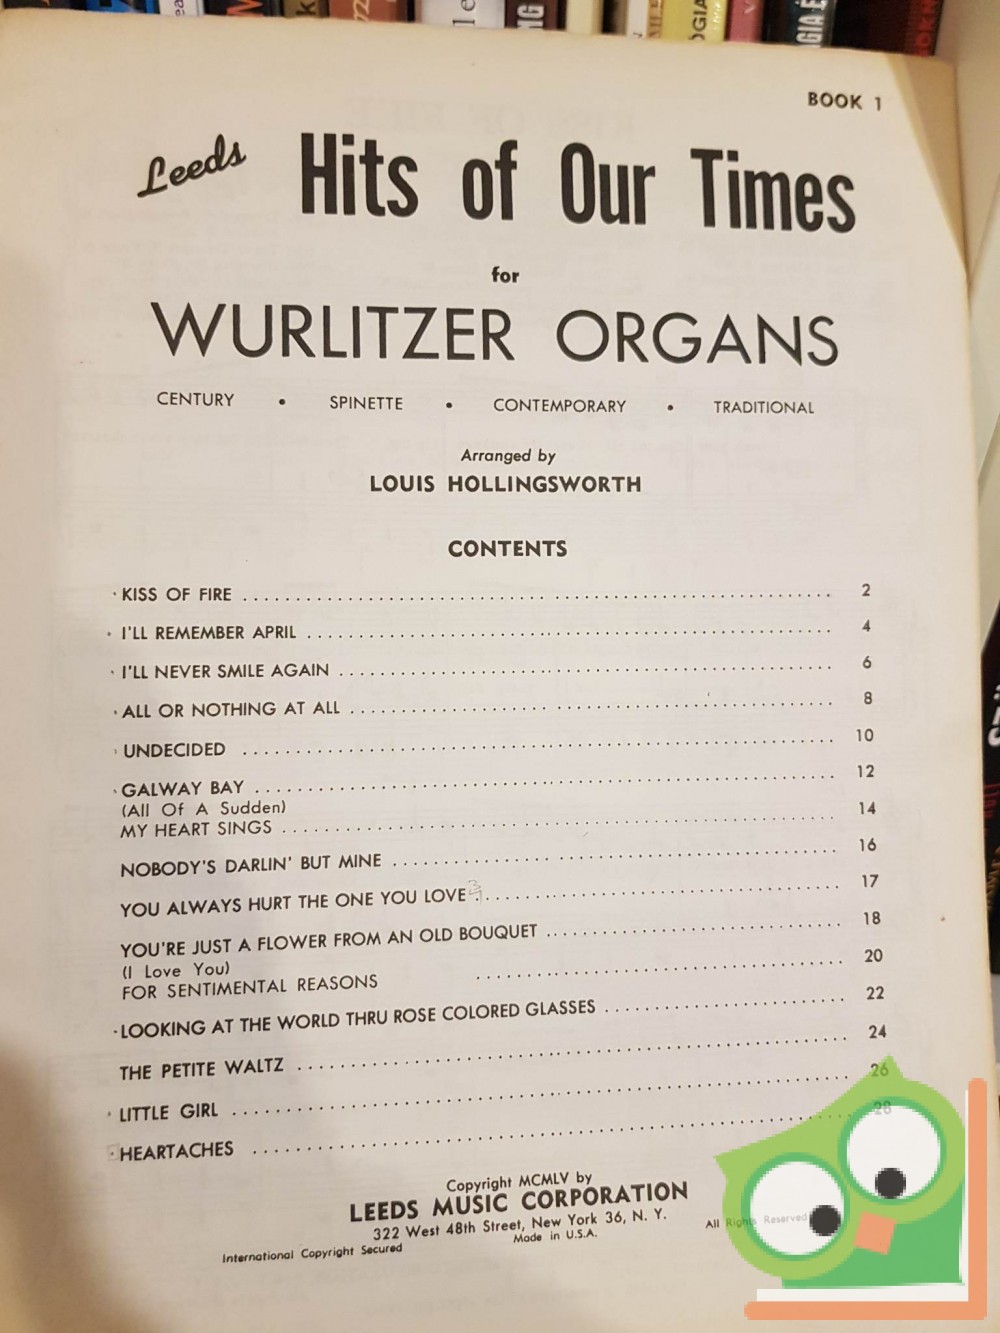 BOOK 1
Leeds Hits of Our Times
for
WURLITZER ORGANS
CENTURY • SPINETTE • CONTEMPORARY • TRADITIONAL
Arranged by
LOUIS HOLLINGSWORTH
CONTENTS
KISS OF FIRE 2
I'LL REMEMBER APRIL 4
I'LL NEVER SMILE AGAIN 6
ALL OR NOTHING AT ALL 8
UNDECIDED 10
GALWAY BAY 12
(All Of A Sudden)
MY HEART SINGS 14
NOBODY'S DARLIN' BUT MINE 16
YOU ALWAYS HURT THE ONE YOU LOVE 17
YOU'RE JUST A FLOWER FROM AN OLD BOUQUET 18
(I Love You)
FOR SENTIMENTAL REASONS 20
LOOKING AT THE WORLD THRU ROSE COLORED GLASSES 22
THE PETITE WALTZ 24
LITTLE GIRL 26
HEARTACHES 28
Copyright MCMLV by
LEEDS MUSIC CORPORATION
322 West 48th Street, New York 36, N. Y.
International Copyright Secured Made in U.S.A. All Rights Reserved